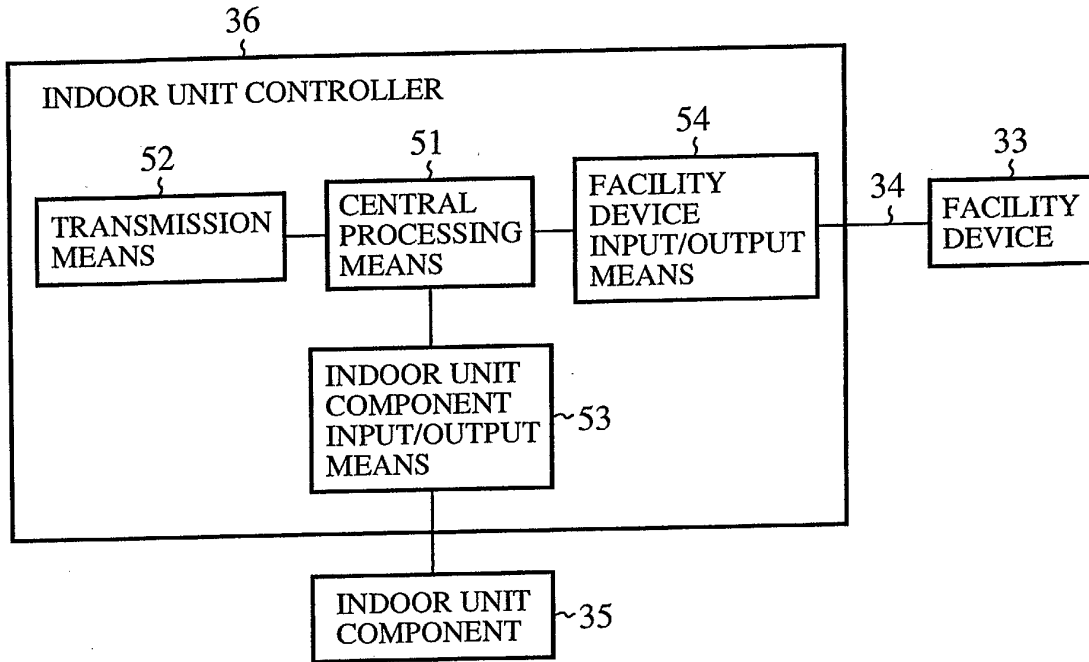 36
INDOOR UNIT CONTROLLER
52
TRANSMISSION
MEANS
51
CENTRAL
PROCESSING
MEANS
54
FACILITY
DEVICE
INPUT/OUTPUT
MEANS
34
33
FACILITY
DEVICE
INDOOR UNIT
COMPONENT
INPUT/OUTPUT
MEANS
53
INDOOR UNIT
COMPONENT
35